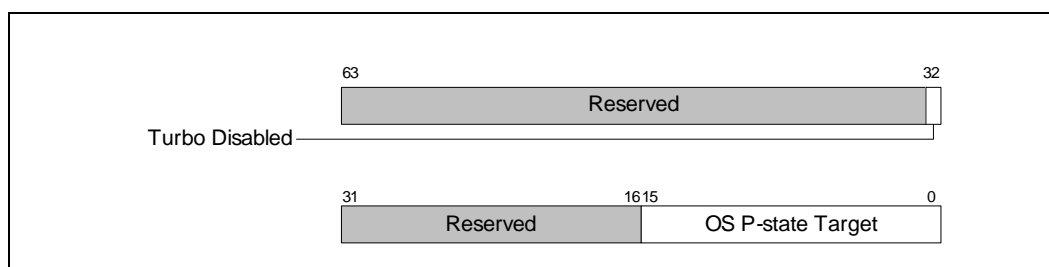 63 32
Reserved
Turbo Disabled
31 16 15 0
Reserved OS P-state Target